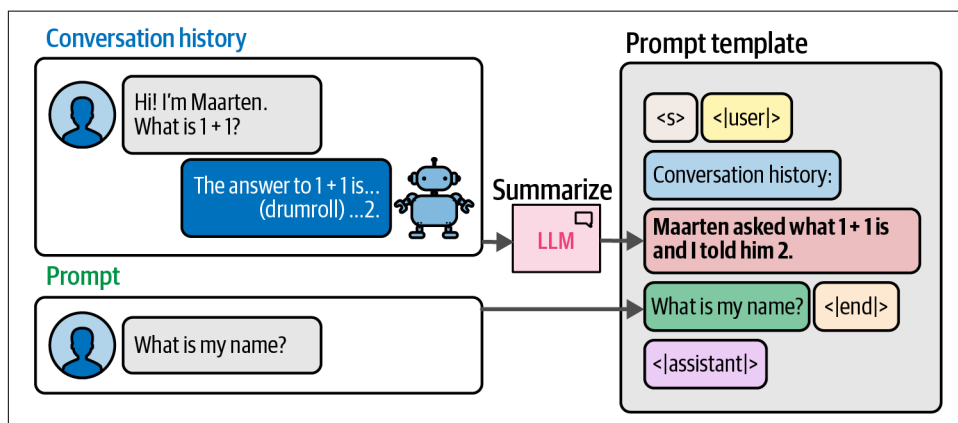 Conversation history
Hi! I'm Maarten.
What is 1 + 1?
The answer to 1 + 1 is...
(drumroll) ...2.
Prompt
What is my name?
Summarize
LLM
Prompt template
<s> <|user|>
Conversation history:
Maarten asked what 1 + 1 is
and I told him 2.
What is my name? <|end|>
<|assistant|>